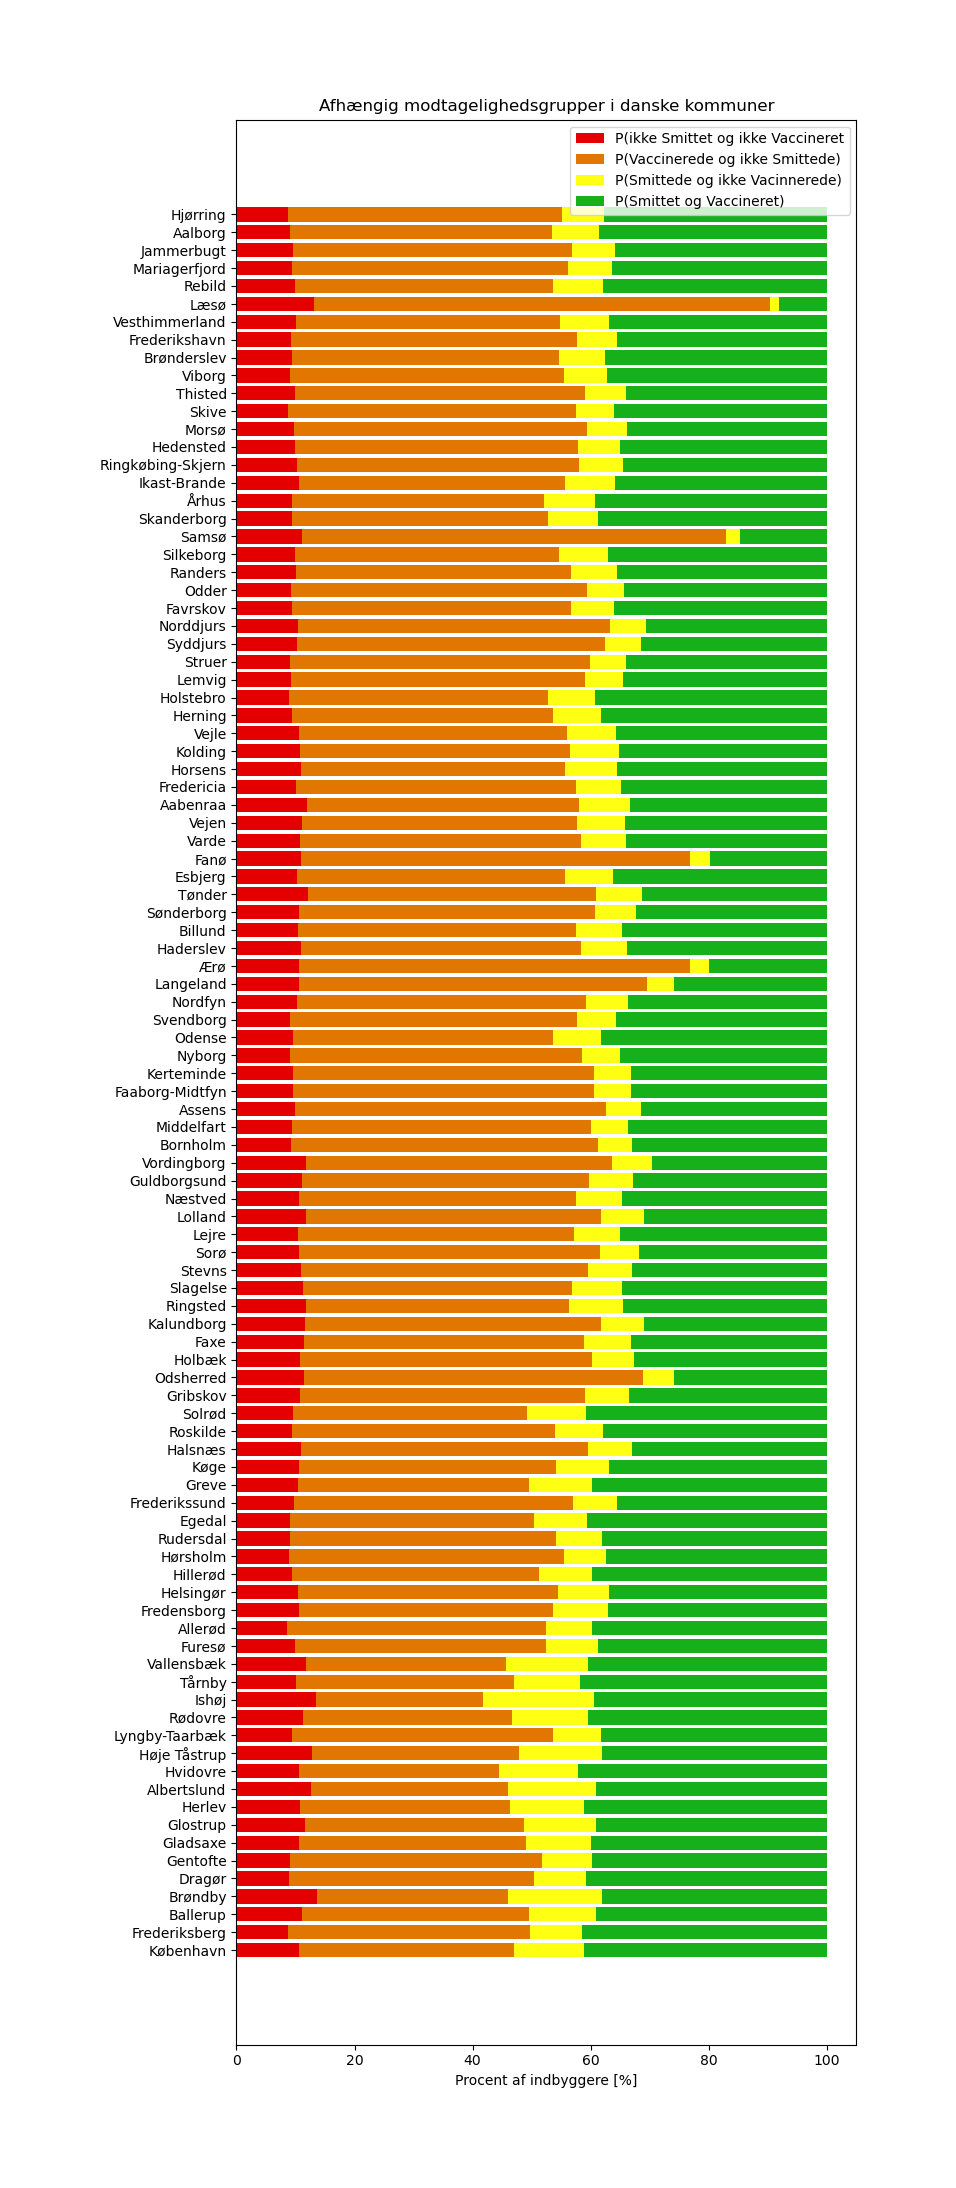 Afhængig modtagelighedsgrupper i danske kommuner
P(ikke Smittet og ikke Vaccineret
P(Vaccinerede og ikke Smittede)
P(Smittede og ikke Vacinnerede)
P(Smittet og Vaccineret)
Hjørring
Aalborg
Jammerbugt
Mariagerfjord
Rebild
Læsø
Vesthimmerland
Frederikshavn
Brønderslev
Viborg
Thisted
Skive
Morsø
Hedensted
Ringkøbing-Skjern
Ikast-Brande
Århus
Skanderborg
Samsø
Silkeborg
Randers
Odder
Favrskov
Norddjurs
Syddjurs
Struer
Lemvig
Holstebro
Herning
Vejle
Kolding
Horsens
Fredericia
Aabenraa
Vejen
Varde
Fanø
Esbjerg
Tønder
Sønderborg
Billund
Haderslev
Ærø
Langeland
Nordfyn
Svendborg
Odense
Nyborg
Kerteminde
Faaborg-Midtfyn
Assens
Middelfart
Bornholm
Vordingborg
Guldborgsund
Næstved
Lolland
Lejre
Sorø
Stevns
Slagelse
Ringsted
Kalundborg
Faxe
Holbæk
Odsherred
Gribskov
Solrød
Roskilde
Halsnæs
Køge
Greve
Frederikssund
Egedal
Rudersdal
Hørsholm
Hillerød
Helsingør
Fredensborg
Allerød
Furesø
Vallensbæk
Tårnby
Ishøj
Rødovre
Lyngby-Taarbæk
Høje Tåstrup
Hvidovre
Albertslund
Herlev
Glostrup
Gladsaxe
Gentofte
Dragør
Brøndby
Ballerup
Frederiksberg
København
0 20 40 60 80 100
Procent af indbyggere [%]